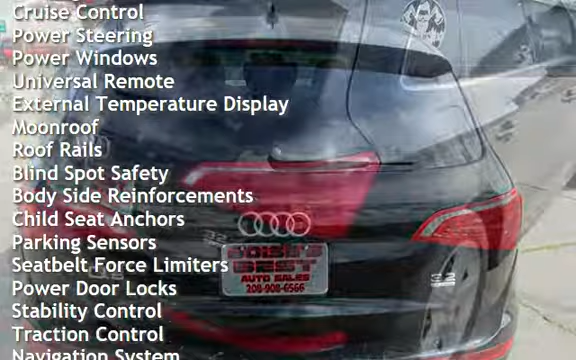 Cruise Control
Power Steering
Power Windows
Universal Remote
External Temperature Display
Moonroof
Roof Rails
Blind Spot Safety
Body Side Reinforcements
Child Seat Anchors
Parking Sensors
Seatbelt Force Limiters
Power Door Locks
Stability Control
Traction Control
Navigation System
3.2
BEST
AUTO SALES
208-908-6566